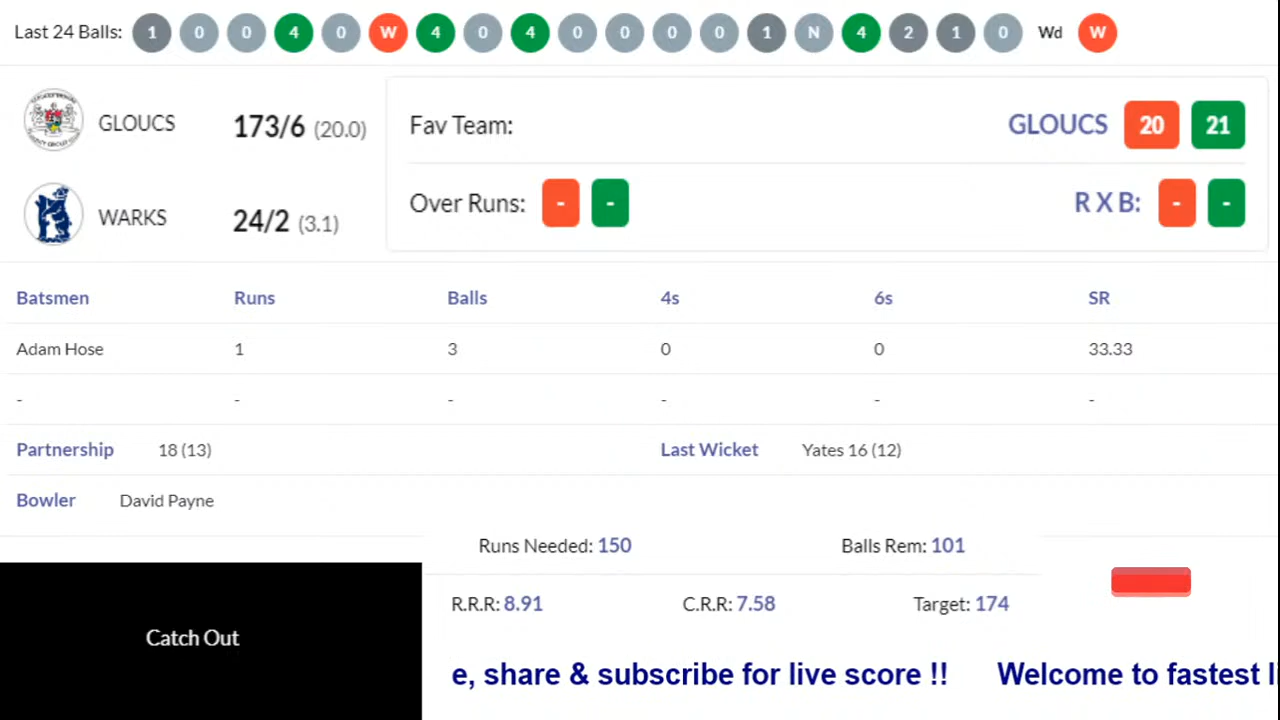 Last 24 Balls: 1 0 0 4 0 W 4 0 4 0 0 0 0 1 N 4 2 1 0 Wd W
GLOUCS 173/6 (20.0)
Fav Team: GLOUCS 20 21
WARKS 24/2 (3.1)
Over Runs: - - R X B: - -
Batsmen Runs Balls 4s 6s SR
Adam Hose 1 3 0 0 33.33
- - - - - -
Partnership 18 (13) Last Wicket Yates 16 (12)
Bowler David Payne
Runs Needed: 150 Balls Rem: 101
R.R.R: 8.91 C.R.R: 7.58 Target: 174
Catch Out
e, share & subscribe for live score !! Welcome to fastest li